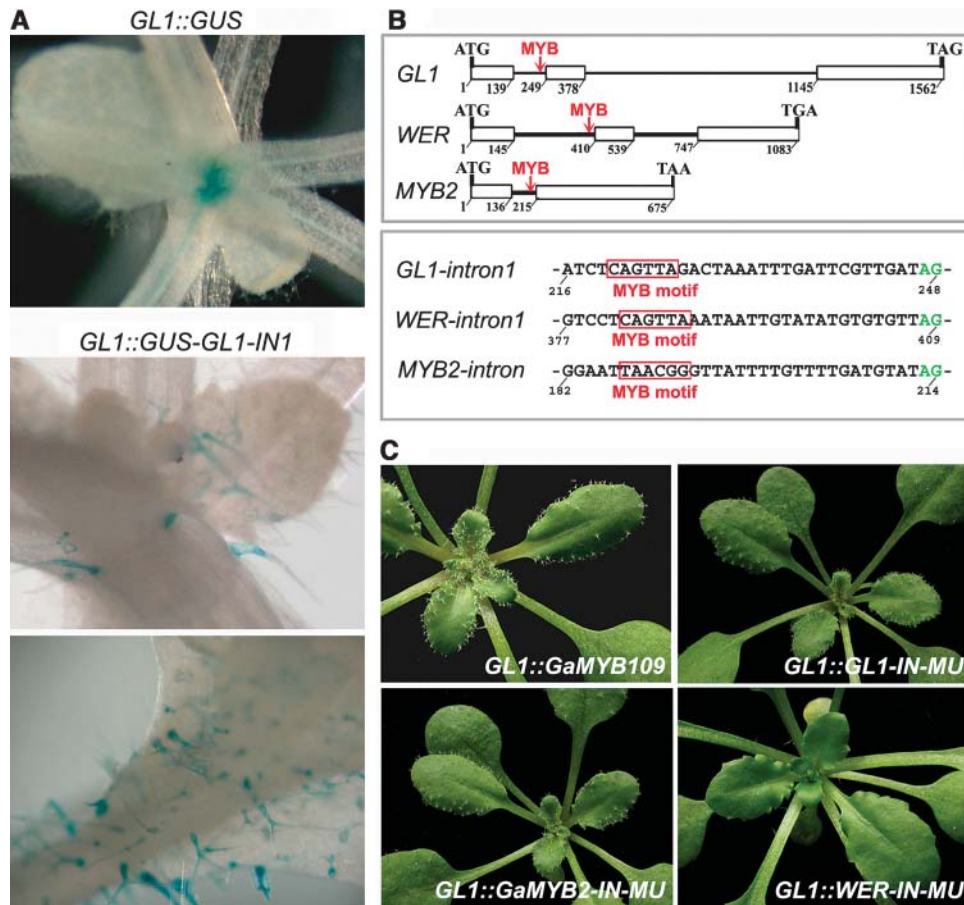 A
GL1::GUS
GL1::GUS-GL1-IN1
B
ATG MYB TAG
GL1
1 139 249 378 1145 1562
ATG MYB TGA
WER
1 145 410 539 747 1083
ATG MYB TAA
MYB2
1 136 215 675
GL1-intron1 -ATCTCAGTTAGACTAAATTTGATTCGTTGATAG-
216 MYB motif 248
WER-intron1 -GTCCTCAGTTAAATAATTGTATATGTGTGTTAG-
377 MYB motif 409
MYB2-intron -GGAATTAACGGGTTATTTTGTTTTGATGTATAG-
182 MYB motif 214
C
GL1::GaMYB109
GL1::GL1-IN-MU
GL1::GaMYB2-IN-MU
GL1::WER-IN-MU